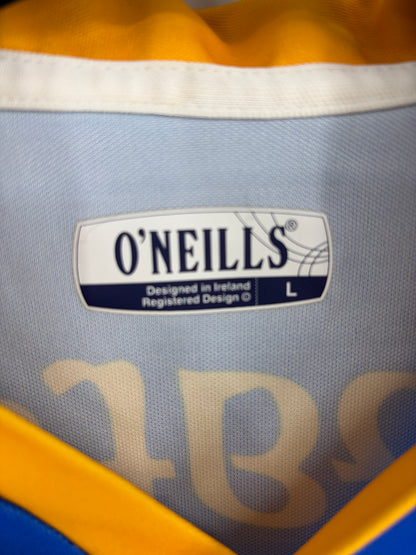 O'NEILLS®
Designed in Ireland
Registered Design ©
L